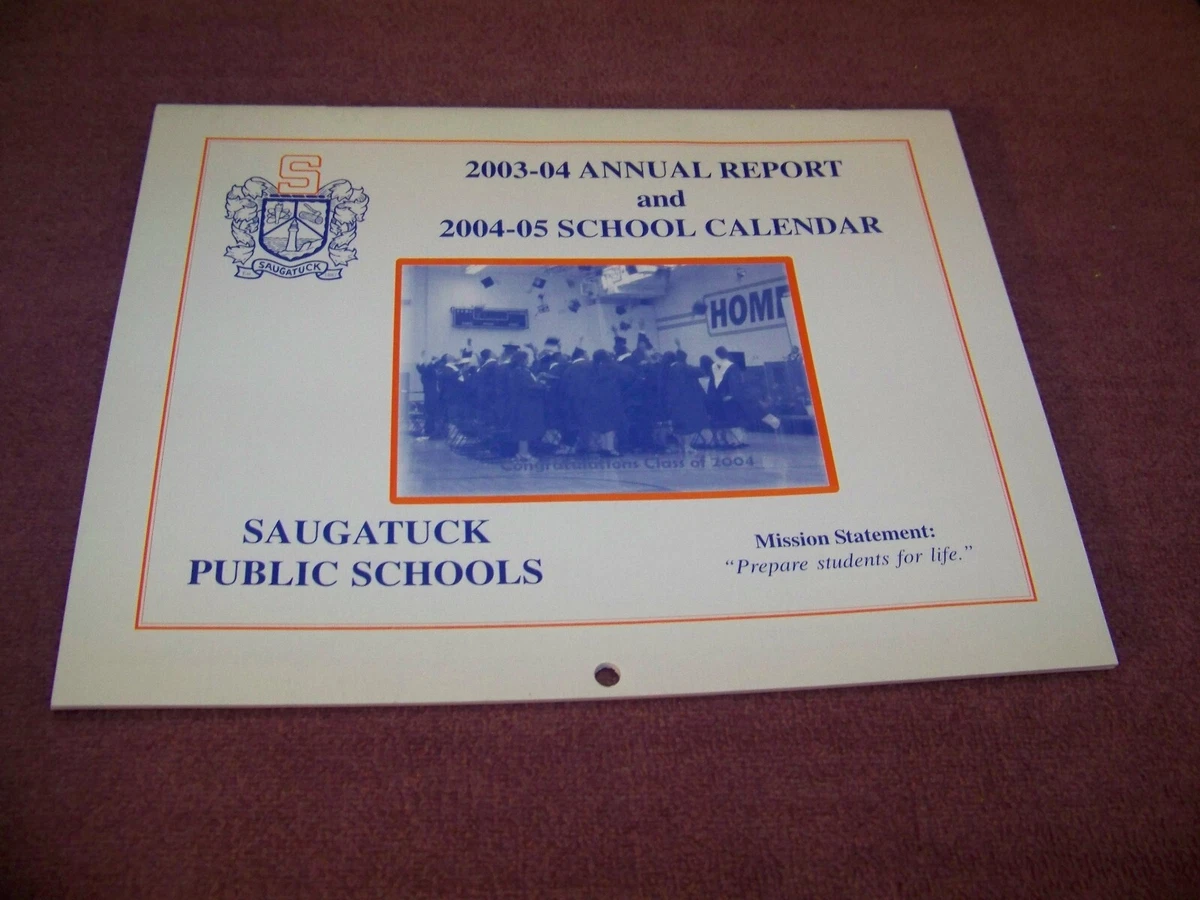 S
SAUGATUCK
2003-04 ANNUAL REPORT
and
2004-05 SCHOOL CALENDAR
HOME
Congratulations Class of 2004
SAUGATUCK
PUBLIC SCHOOLS
Mission Statement:
“Prepare students for life.”